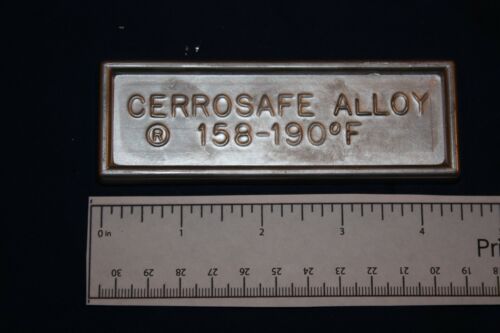 CERROSAFE ALLOY
® 158-190°F
0 in 1 2 3 4
Pri
30 29 28 27 26 25 24 23 22 21 20 19 18